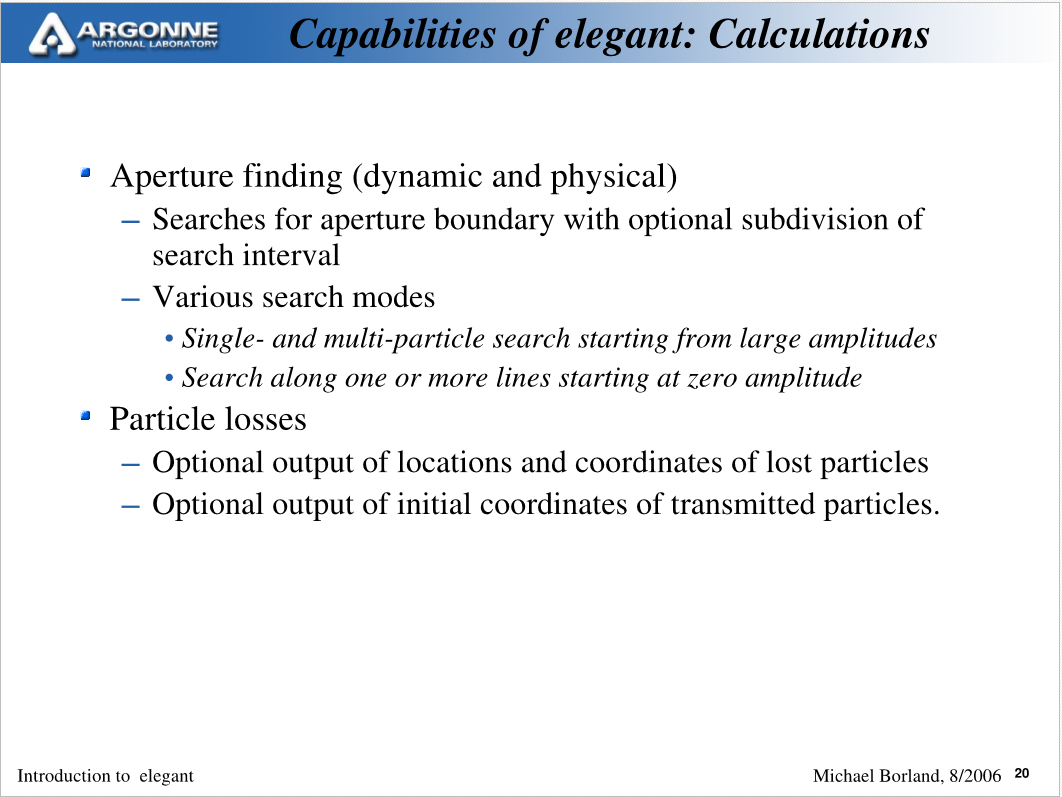 ARGONNE
NATIONAL LABORATORY
Capabilities of elegant: Calculations
Aperture finding (dynamic and physical)
– Searches for aperture boundary with optional subdivision of
search interval
– Various search modes
• Single- and multi-particle search starting from large amplitudes
• Search along one or more lines starting at zero amplitude
Particle losses
– Optional output of locations and coordinates of lost particles
– Optional output of initial coordinates of transmitted particles.
Introduction to elegant
Michael Borland, 8/2006 20